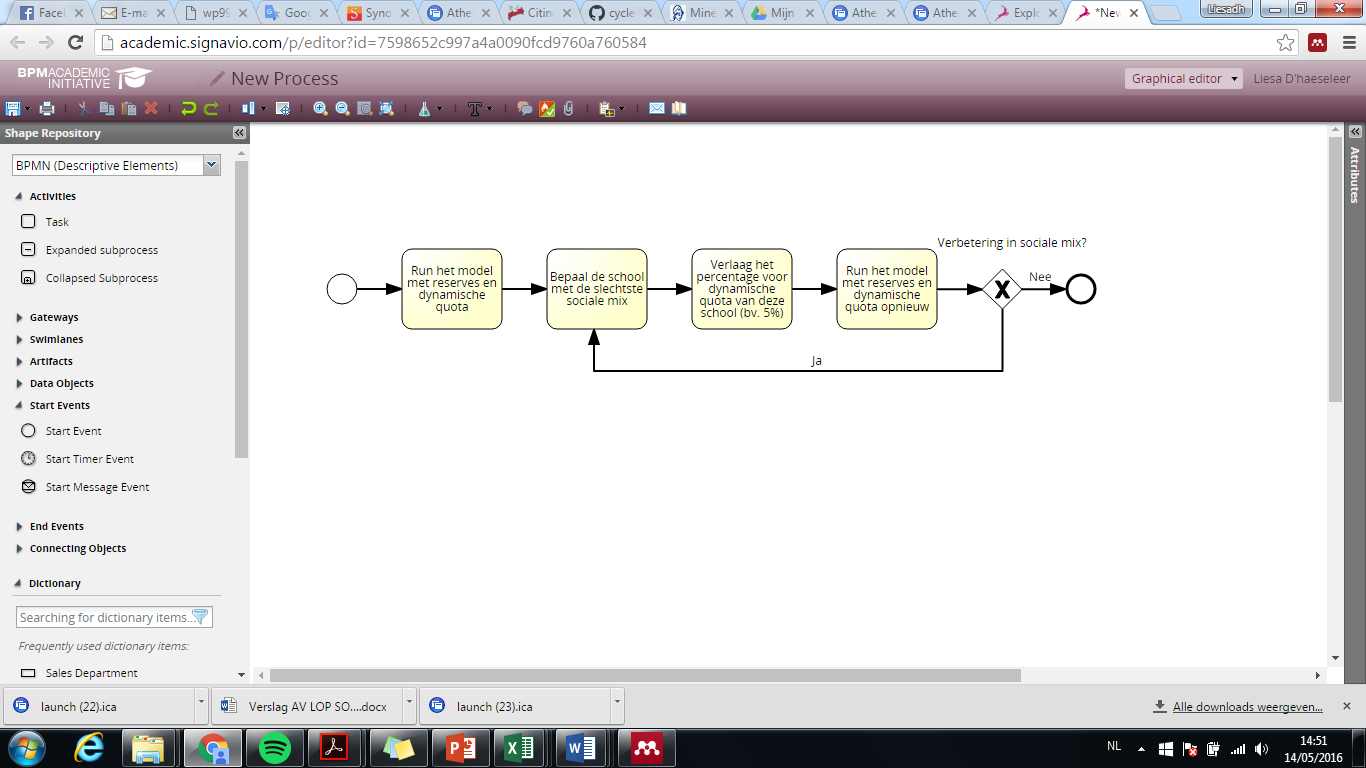 Facel
E-ma
wp99
Goog
Sync
Athe
Citin
cycle
Mine
Mijn
Athe
Athe
Explo
*New
Liesadh
academic.signavio.com/p/editor?id=7598652c997a4a0090fcd9760a760584
BPMACADEMIC
INITIATIVE
New Process
Graphical editor
Liesa D'haeseleer
Shape Repository
BPMN (Descriptive Elements)
Activities
Task
Expanded subprocess
Collapsed Subprocess
Gateways
Swimlanes
Artifacts
Data Objects
Start Events
Start Event
Start Timer Event
Start Message Event
End Events
Connecting Objects
Dictionary
Searching for dictionary items...
Frequently used dictionary items:
Sales Department
Run het model
met reserves en
dynamische
quota
Bepaal de school
met de slechtste
sociale mix
Verlaag het
percentage voor
dynamische
quota van deze
school (bv. 5%)
Run het model
met reserves en
dynamische
quota opnieuw
Verbetering in sociale mix?
Nee
Ja
Attributes
launch (22).ica
Verslag AV LOP SO....docx
launch (23).ica
Alle downloads weergeven...
NL
14:51
14/05/2016